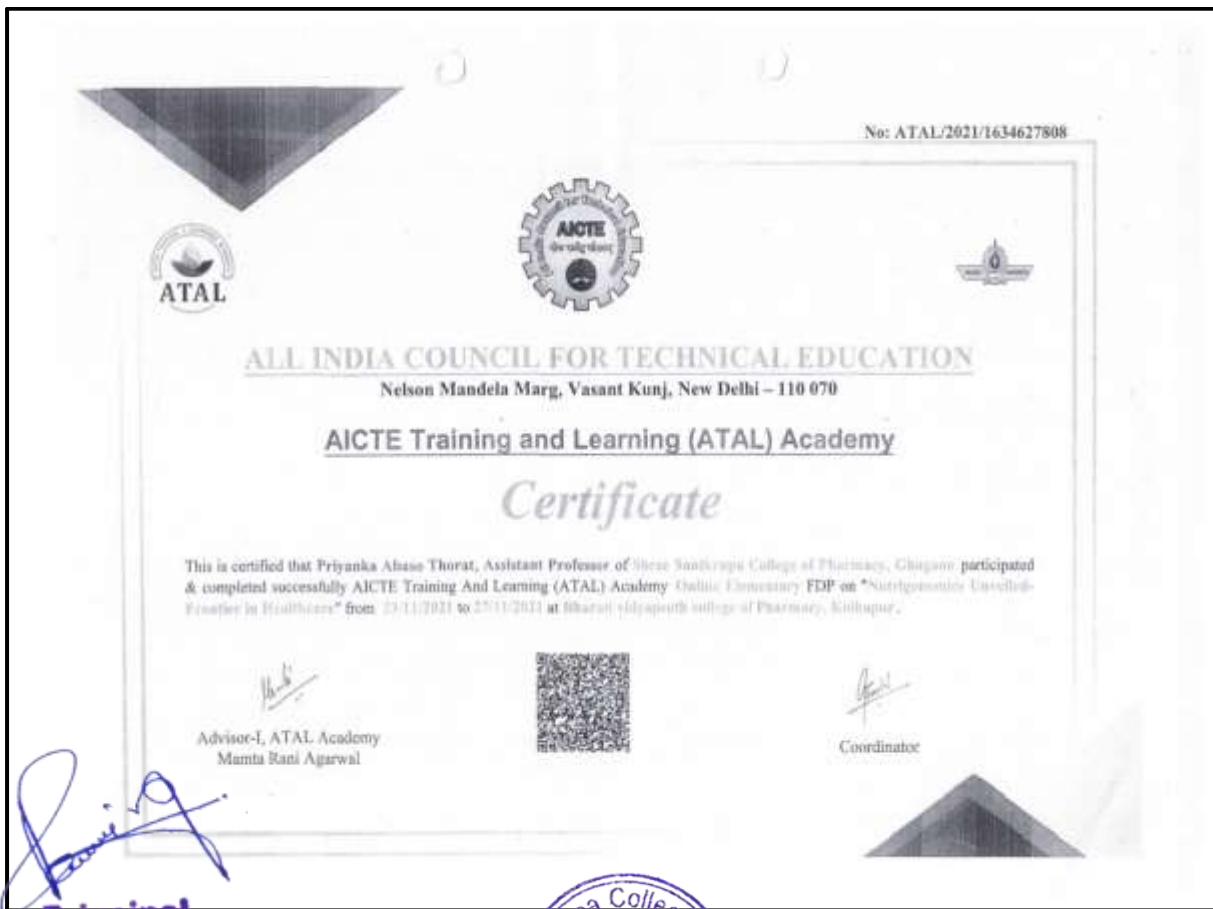 No: ATAL/2021/1634627808
AICTE
ATAL
ALL INDIA COUNCIL FOR TECHNICAL EDUCATION
Nelson Mandela Marg, Vasant Kunj, New Delhi – 110 070
AICTE Training and Learning (ATAL) Academy
Certificate
This is certified that Priyanka Abaso Thorat, Assistant Professor of Shree Santkrupa College of Pharmacy, Ghogaon participated
& completed successfully AICTE Training And Learning (ATAL) Academy Online Elementary FDP on "Nutrigenomics Unveiled-
Frontier in Healthcare" from 23/11/2021 to 27/11/2021 at Bharati vidyapeeth college of Pharmacy, Kolhapur.
Advisor-I, ATAL Academy
Mamta Rani Agarwal
Coordinator
Principal